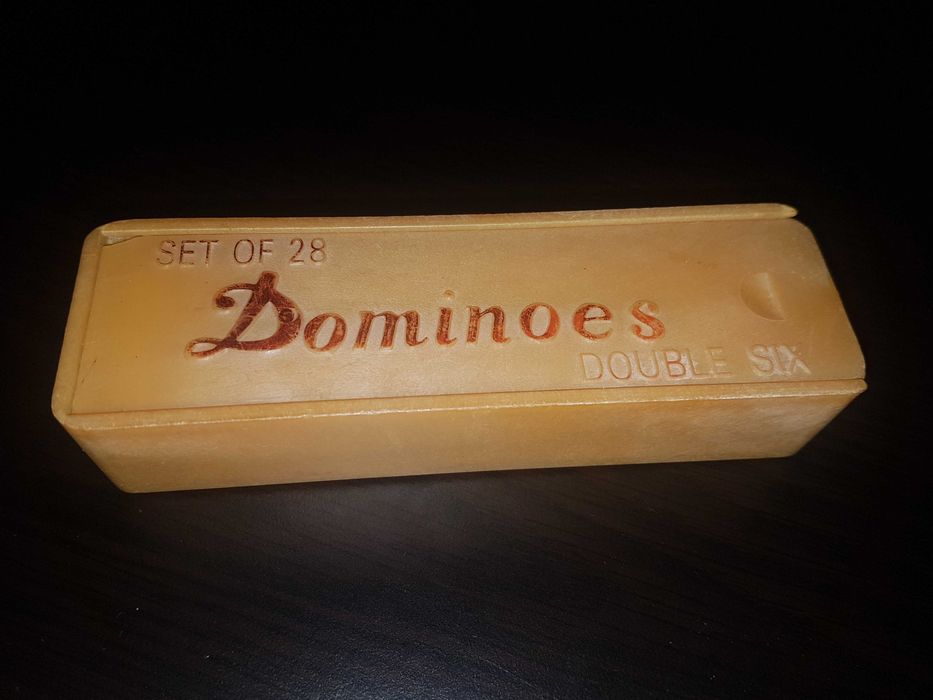 SET OF 28
Dominoes
DOUBLE SIX